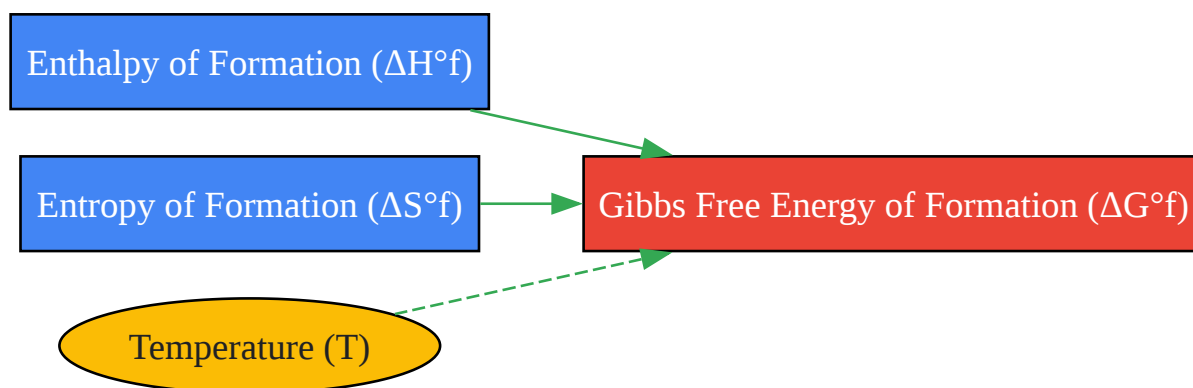 Enthalpy of Formation (ΔH°f)
Entropy of Formation (ΔS°f)
Gibbs Free Energy of Formation (ΔG°f)
Temperature (T)